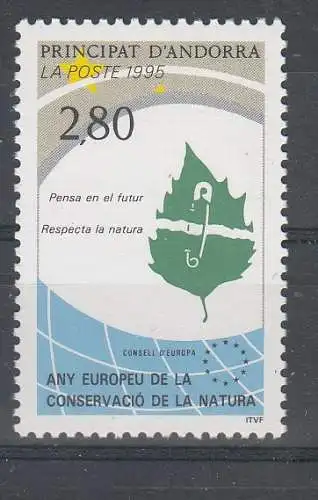 PRINCIPAT D'ANDORRA
LA POSTE 1995
2,80
Pensa en el futur
Respecta la natura
CONSELL D'EUROPA
ANY EUROPEU DE LA
CONSERVACIÓ DE LA NATURA
ITVF